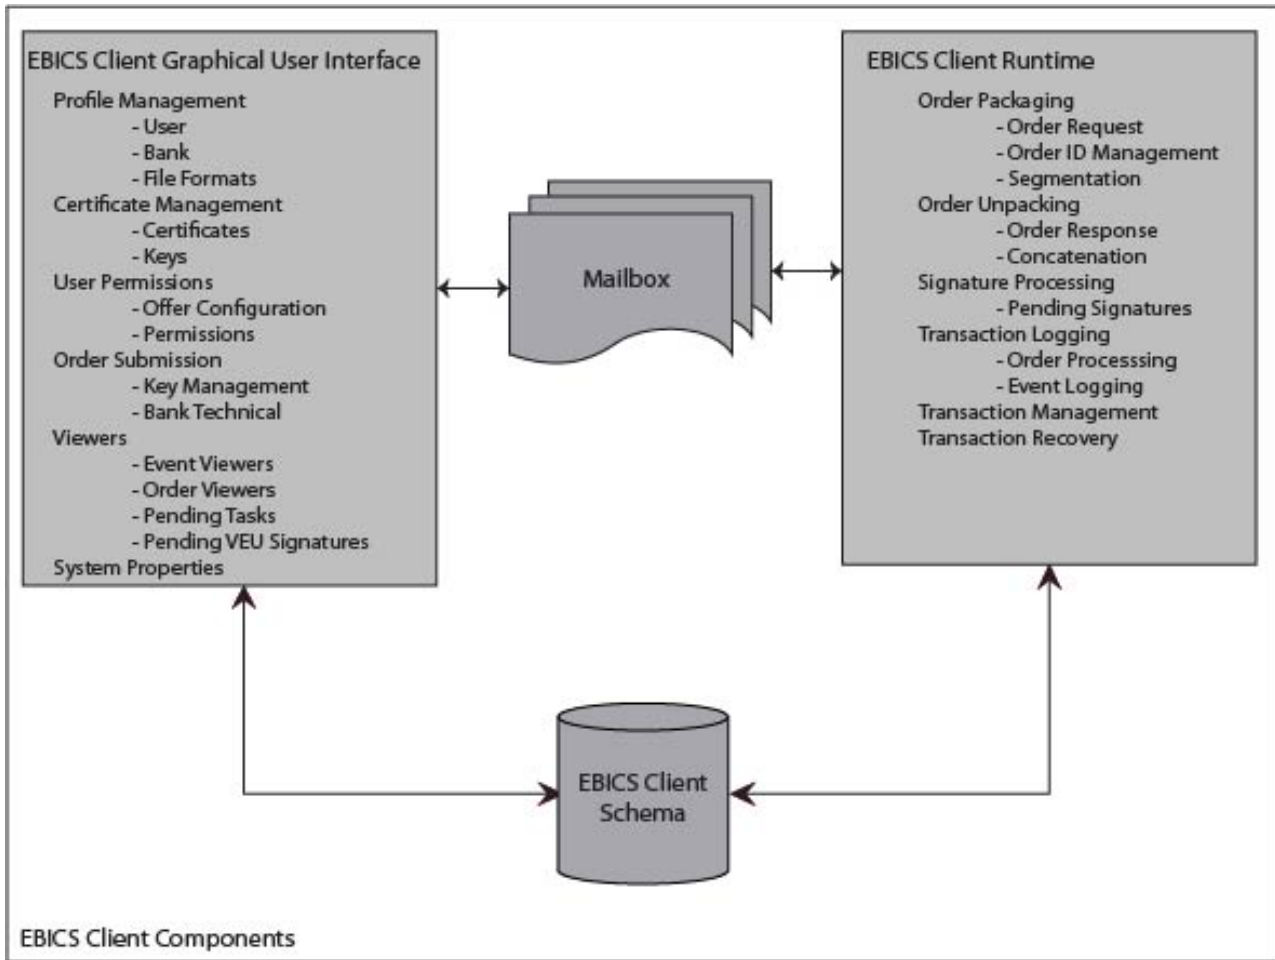 EBICS Client Graphical User Interface
Profile Management
- User
- Bank
- File Formats
Certificate Management
- Certificates
- Keys
User Permissions
- Offer Configuration
- Permissions
Order Submission
- Key Management
- Bank Technical
Viewers
- Event Viewers
- Order Viewers
- Pending Tasks
- Pending VEU Signatures
System Properties
Mailbox
EBICS Client Runtime
Order Packaging
- Order Request
- Order ID Management
- Segmentation
Order Unpacking
- Order Response
- Concatenation
Signature Processing
- Pending Signatures
Transaction Logging
- Order Processsing
- Event Logging
Transaction Management
Transaction Recovery
EBICS Client
Schema
EBICS Client Components